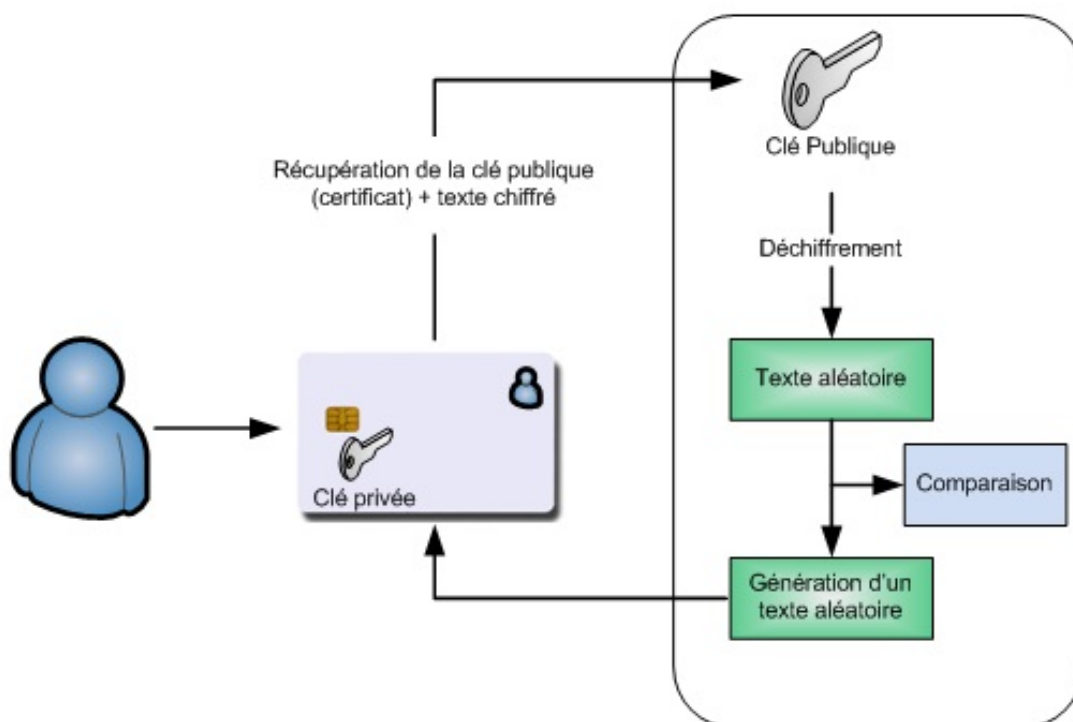 Clé Publique
Récupération de la clé publique
(certificat) + texte chiffré
Déchiffrement
Texte aléatoire
Comparaison
Clé privée
Génération d'un
texte aléatoire